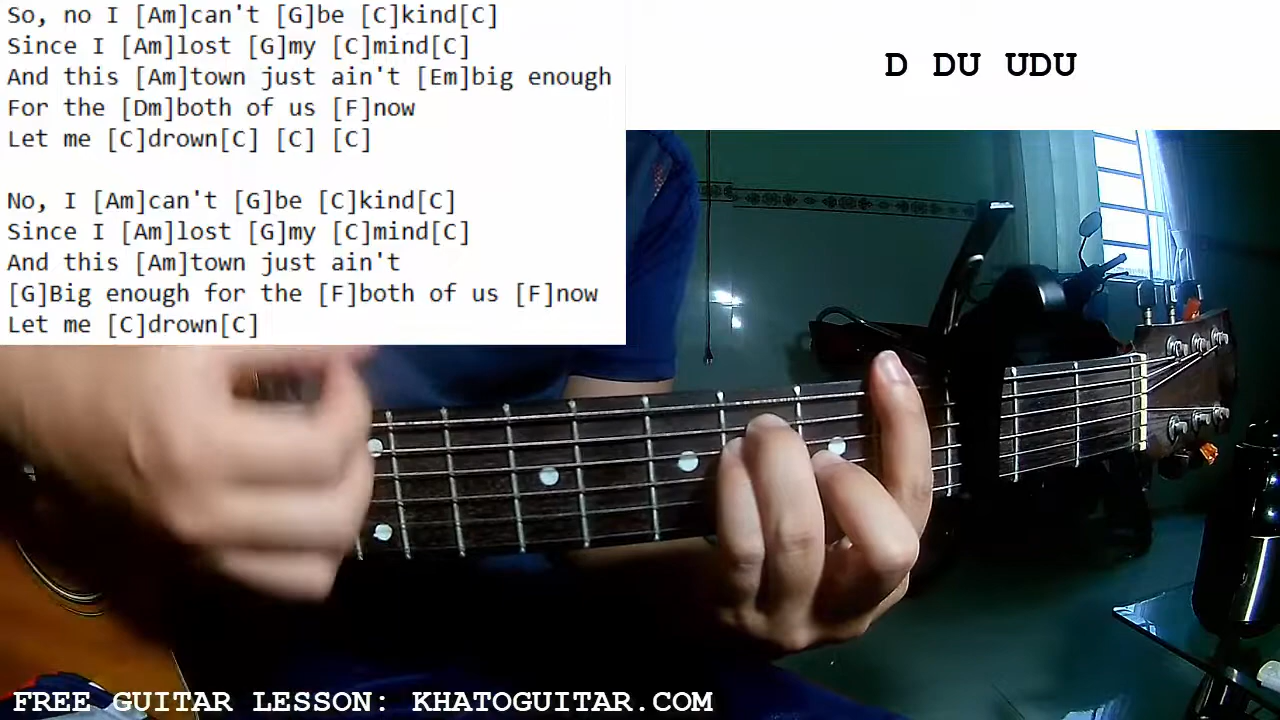 So, no I [Am]can't [G]be [C]kind[C]
Since I [Am]lost [G]my [C]mind[C]
And this [Am]town just ain't [Em]big enough
For the [Dm]both of us [F]now
Let me [C]drown[C] [C] [C]

No, I [Am]can't [G]be [C]kind[C]
Since I [Am]lost [G]my [C]mind[C]
And this [Am]town just ain't
[G]Big enough for the [F]both of us [F]now
Let me [C]drown[C]
D DU UDU
FREE GUITAR LESSON: KHATOGUITAR.COM